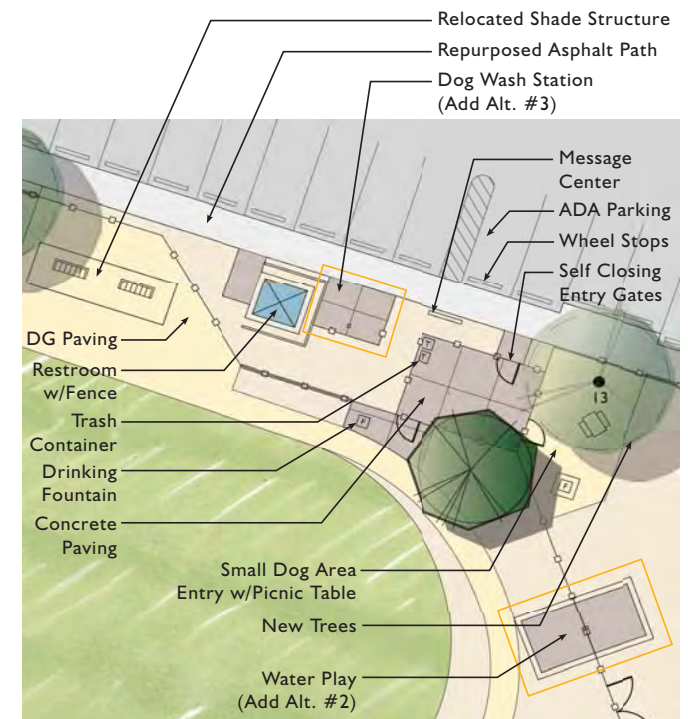 Relocated Shade Structure
Repurposed Asphalt Path
Dog Wash Station
(Add Alt. #3)
Message
Center
ADA Parking
Wheel Stops
Self Closing
Entry Gates
DG Paving
Restroom
w/Fence
Trash
Container
Drinking
Fountain
Concrete
Paving
T
T
F
13
F
Small Dog Area
Entry w/Picnic Table
New Trees
Water Play
(Add Alt. #2)